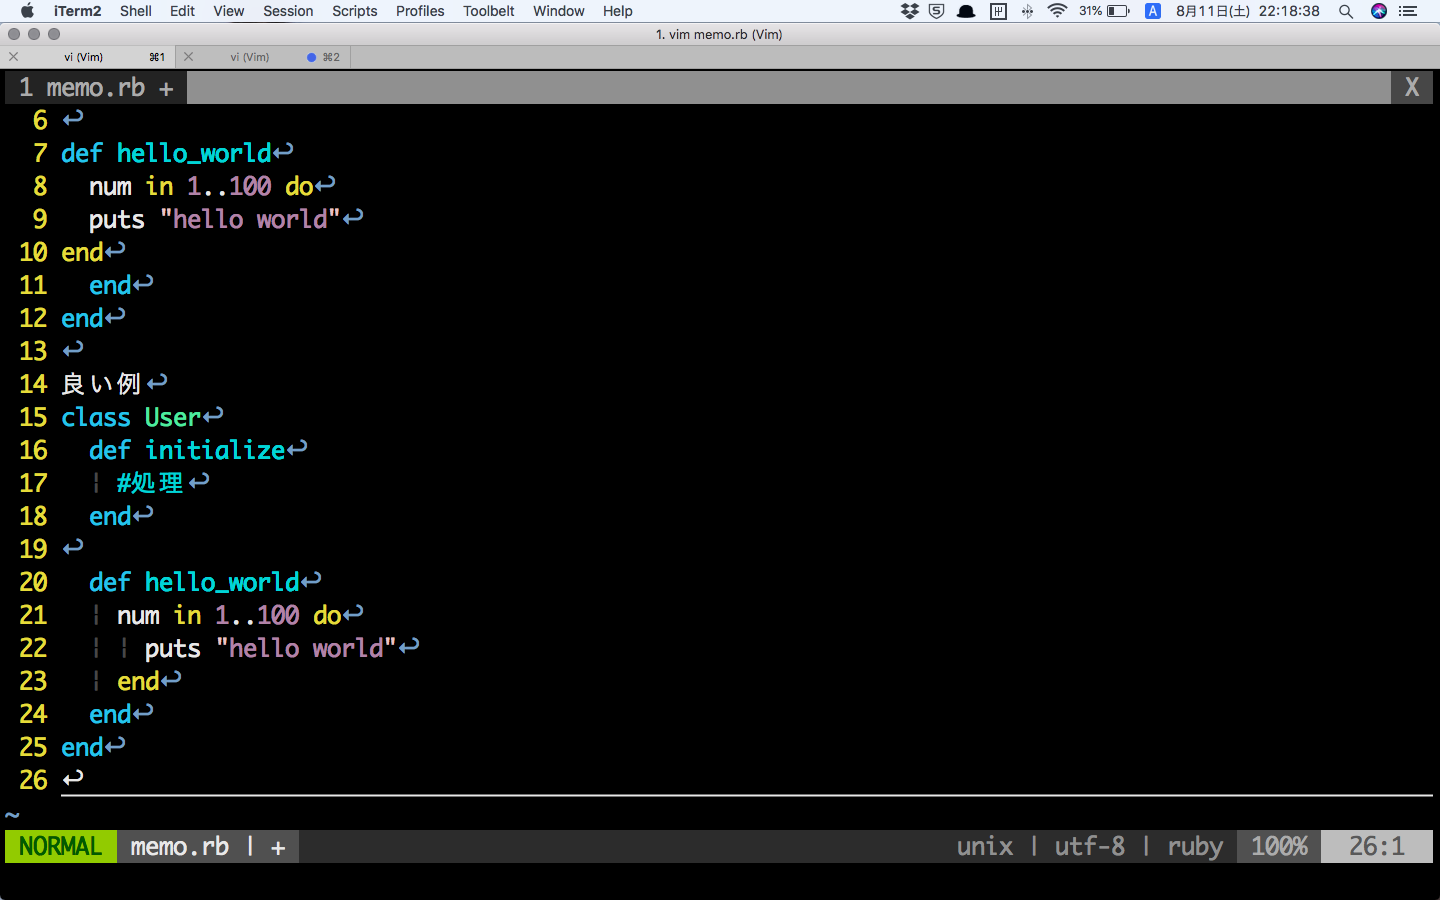 iTerm2 Shell Edit View Session Scripts Profiles Toolbelt Window Help 31% A 8月11日(土) 22:18:38
1. vim memo.rb (Vim)
vi (Vim) ⌘1 vi (Vim) ⌘2
1 memo.rb + X
6 ↩
7 def hello_world↩
8 num in 1..100 do↩
9 puts "hello world"↩
10 end↩
11 end↩
12 end↩
13 ↩
14 良い例↩
15 class User↩
16 def initialize↩
17 ¦ #処理↩
18 end↩
19 ↩
20 def hello_world↩
21 ¦ num in 1..100 do↩
22 ¦ ¦ puts "hello world"↩
23 ¦ end↩
24 end↩
25 end↩
26 ↩
~
NORMAL memo.rb | + unix | utf-8 | ruby 100% 26:1